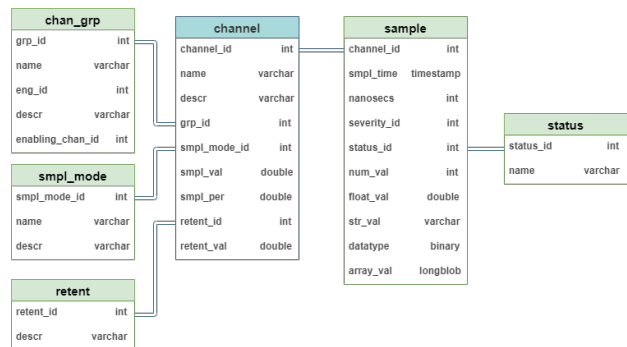 chan_grp
grp_id int
name varchar
eng_id int
descr varchar
enabling_chan_id int
smpl_mode
smpl_mode_id int
name varchar
descr varchar
retent
retent_id int
descr varchar
channel
channel_id int
name varchar
descr varchar
grp_id int
smpl_mode_id int
smpl_val double
smpl_per double
retent_id int
retent_val double
sample
channel_id int
smpl_time timestamp
nanosecs int
severity_id int
status_id int
num_val int
float_val double
str_val varchar
datatype binary
array_val longblob
status
status_id int
name varchar